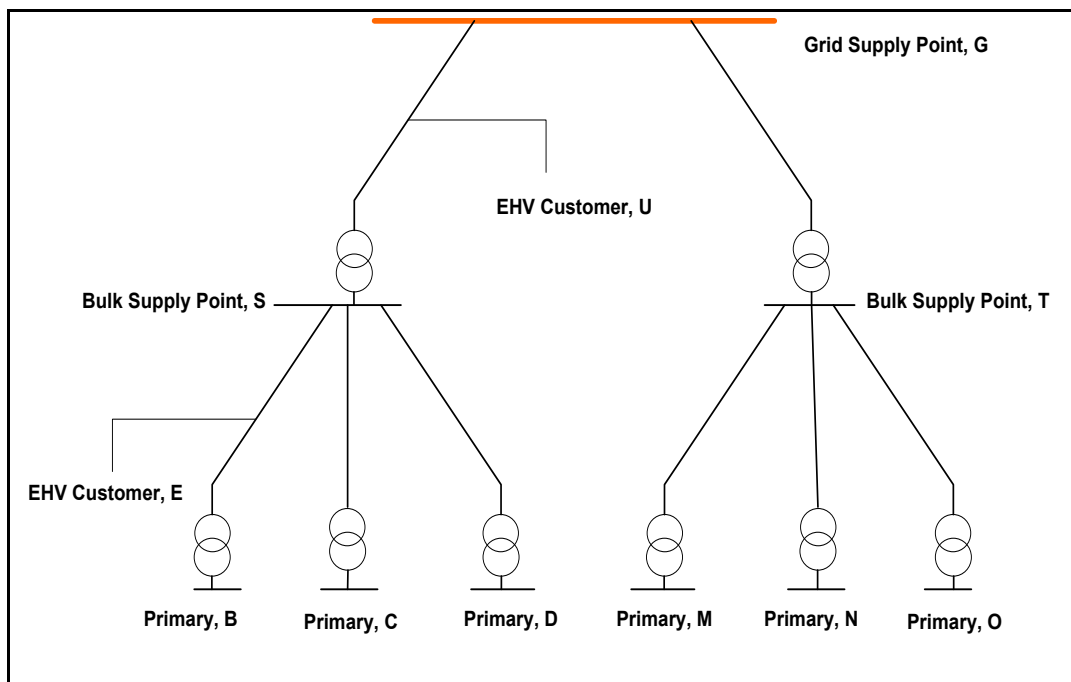 Grid Supply Point, G
EHV Customer, U
Bulk Supply Point, S
Bulk Supply Point, T
EHV Customer, E
Primary, B
Primary, C
Primary, D
Primary, M
Primary, N
Primary, O